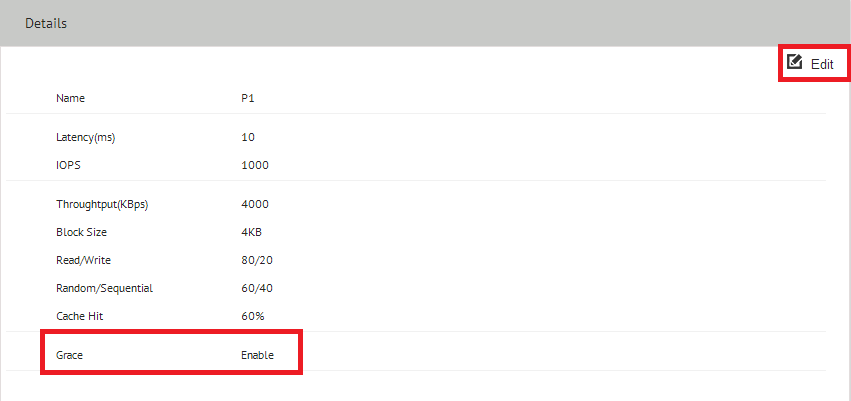 Details
Edit
Name P1
Latency(ms) 10
IOPS 1000
Throughtput(KBps) 4000
Block Size 4KB
Read/Write 80/20
Random/Sequential 60/40
Cache Hit 60%
Grace Enable